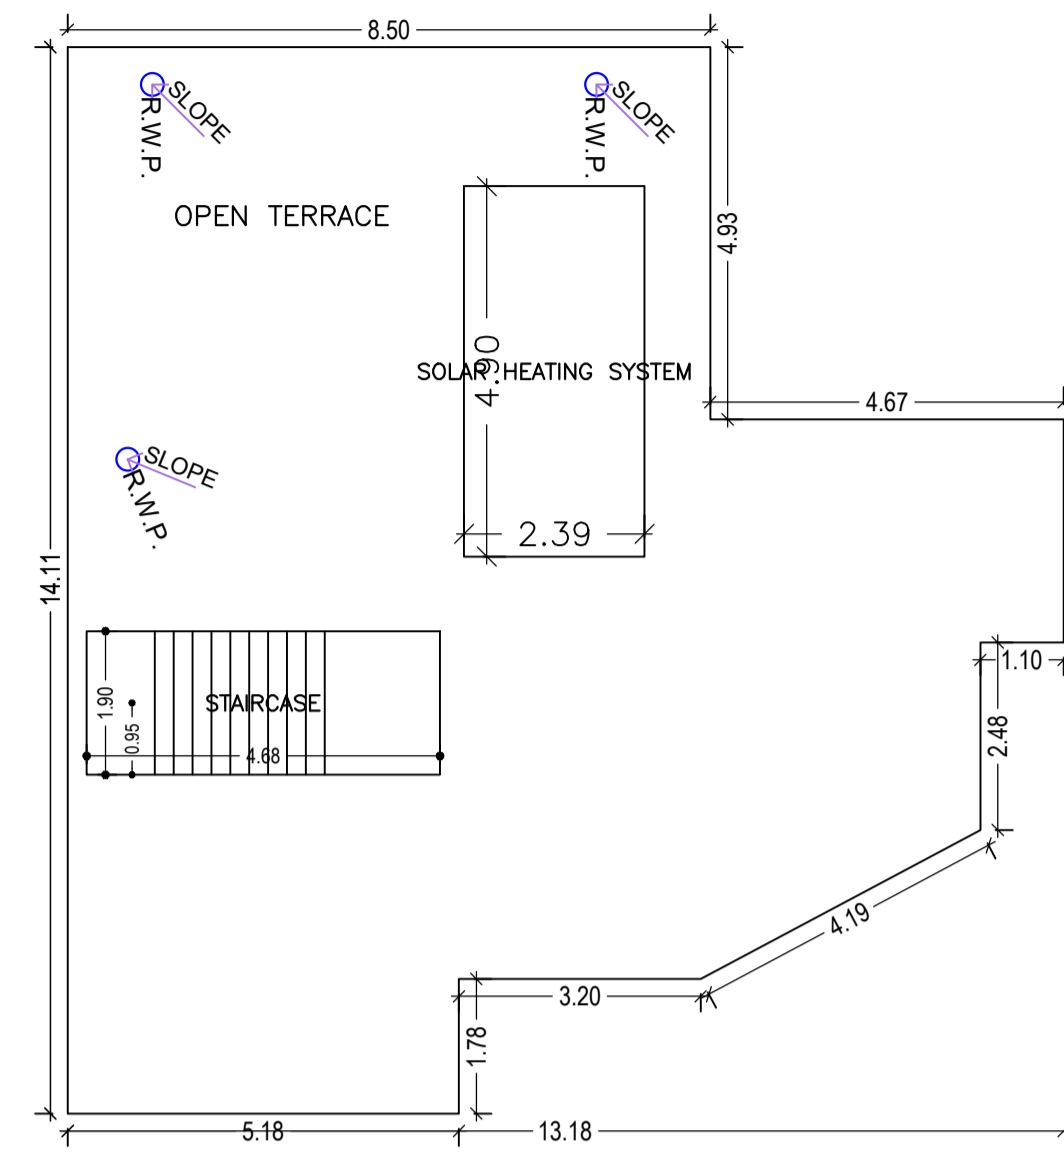 8.50
SLOPE
R.W.P.
SLOPE
R.W.P.
OPEN TERRACE
4.93
4.90
SOLAR HEATING SYSTEM
4.67
SLOPE
R.W.P.
2.39
14.11
1.10
1.90
STAIRCASE
0.95
4.68
2.48
4.19
3.20
1.78
5.18
13.18